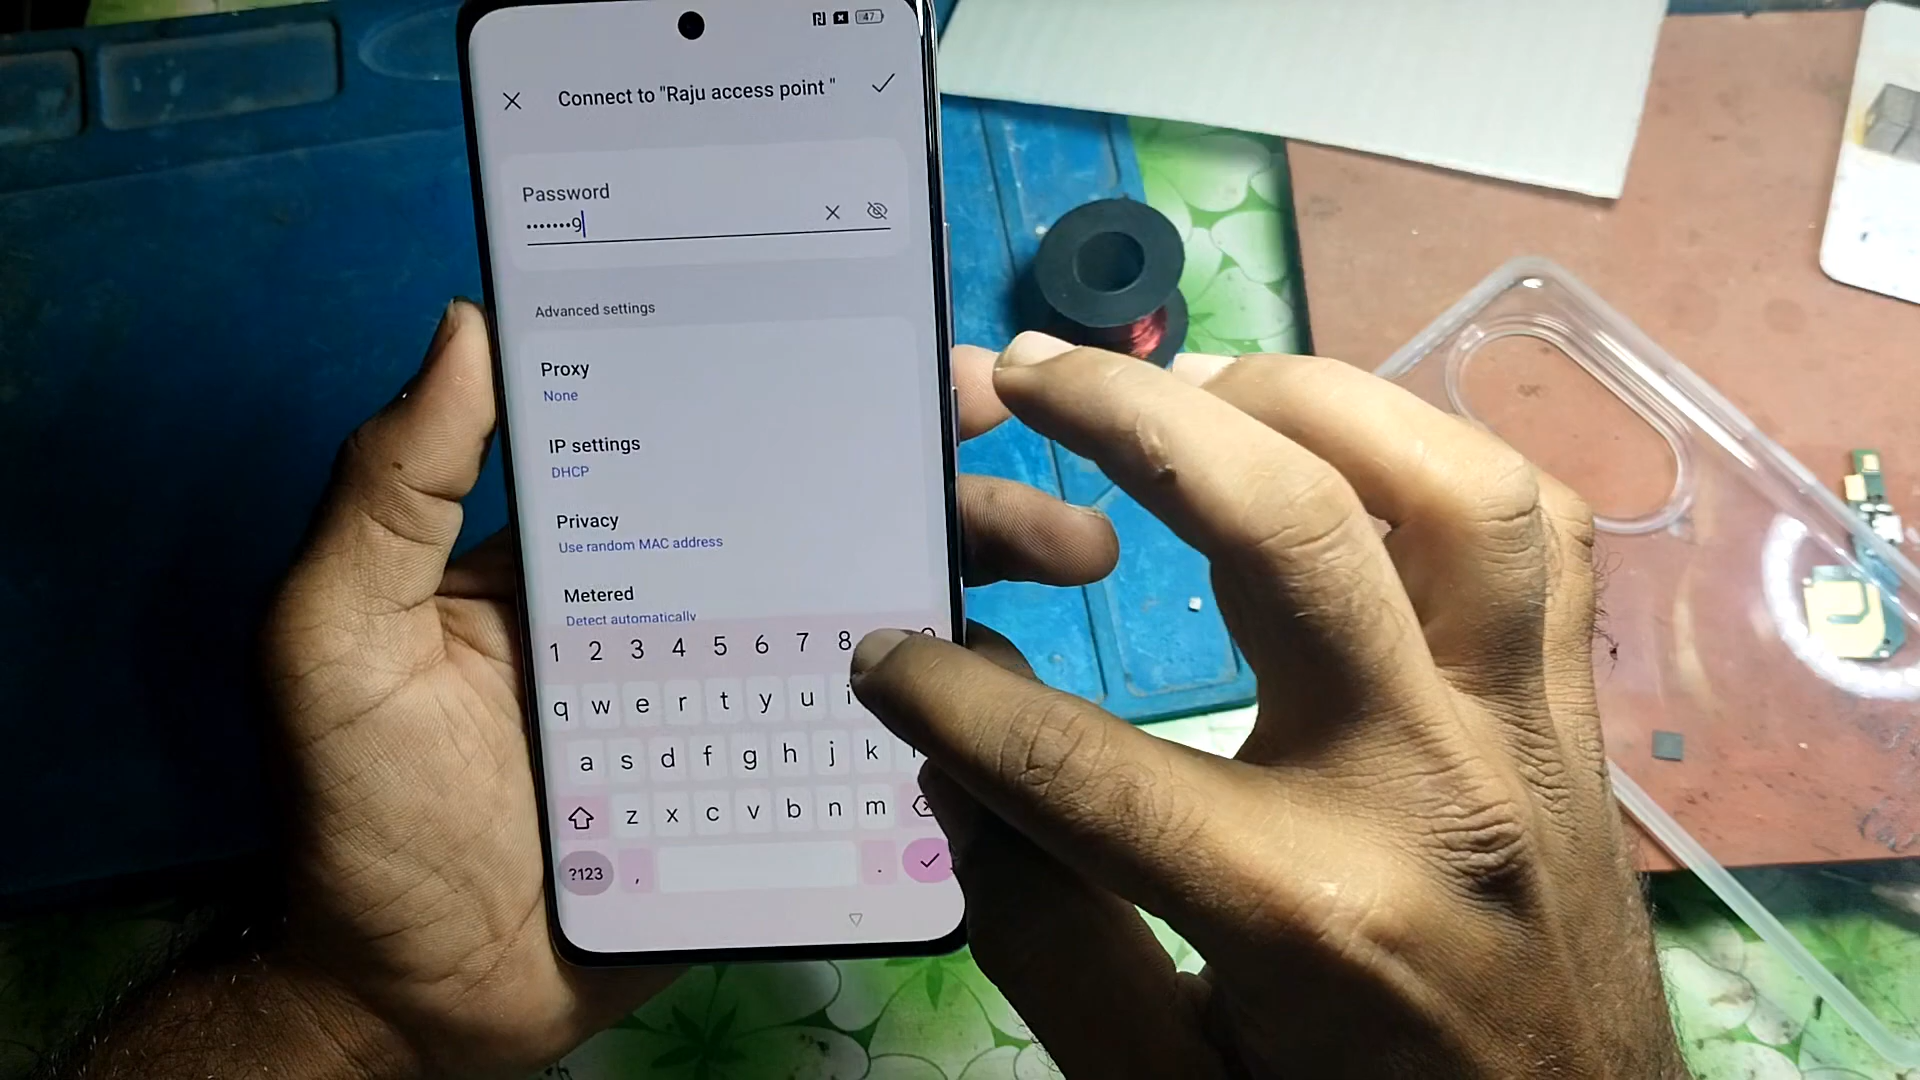 47
Connect to "Raju access point "
Password
•••••••9
Advanced settings
Proxy
None
IP settings
DHCP
Privacy
Use random MAC address
Metered
Detect automatically
1 2 3 4 5 6 7 8
q w e r t y u i
a s d f g h j k
z x c v b n m
?123 , .